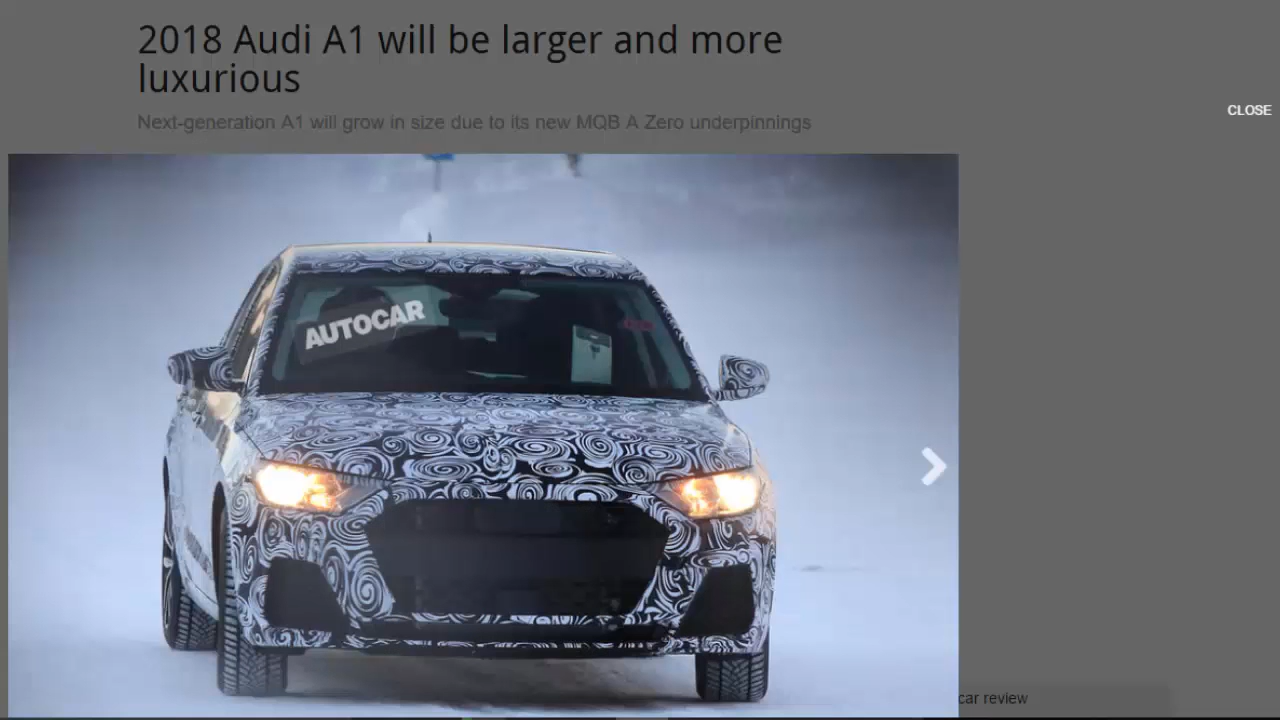 2018 Audi A1 will be larger and more
luxurious
Next-generation A1 will grow in size due to its new MQB A Zero underpinnings
CLOSE
AUTOCAR
car review